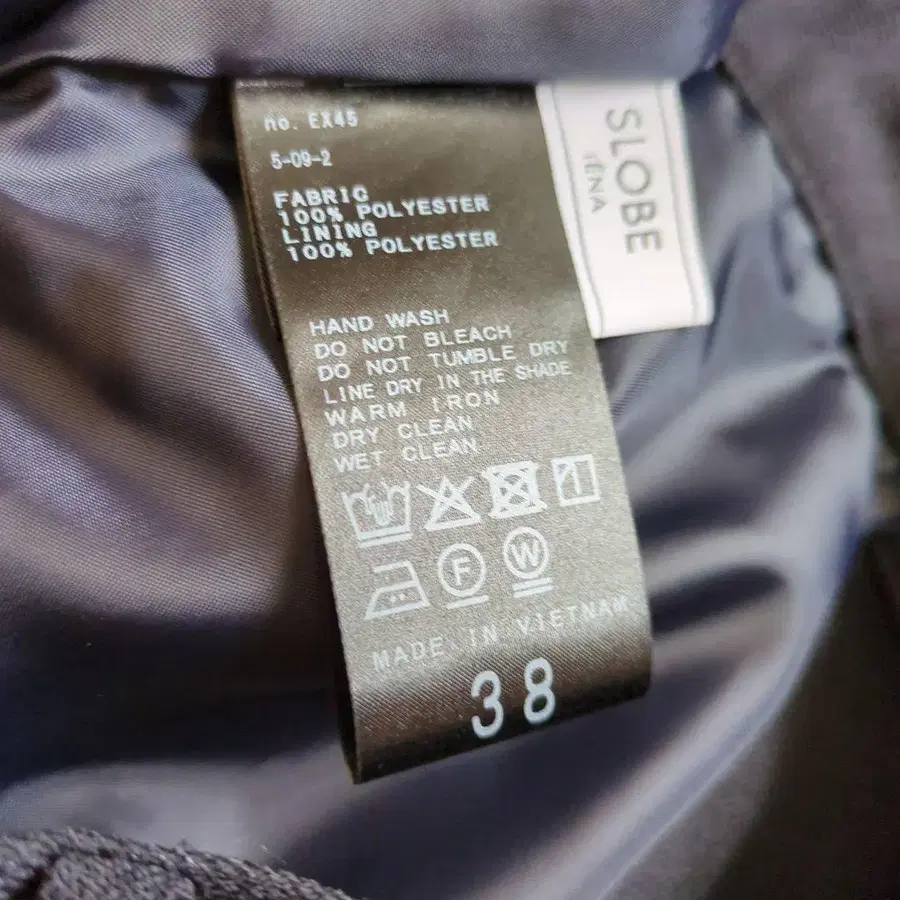 no. EX45
5-09-2
FABRIC
100% POLYESTER
LINING
100% POLYESTER
HAND WASH
DO NOT BLEACH
DO NOT TUMBLE DRY
LINE DRY IN THE SHADE
WARM IRON
DRY CLEAN
WET CLEAN
F
W
MADE IN VIETNAM
38
SLOBE
IÉNA